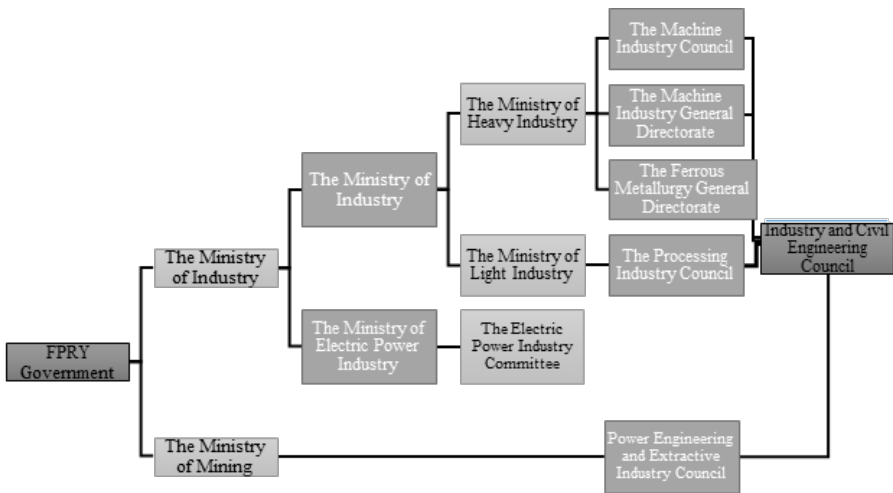 The Machine
Industry Council
The Ministry of
Heavy Industry
The Machine
Industry General
Directorate
The Ministry of
Industry
The Ferrous
Metallurgy General
Directorate
The Ministry
of Industry
The Ministry of
Light Industry
The Processing
Industry Council
Industry and Civil
Engineering
Council
FPRY
Government
The Ministry of
Electric Power
Industry
The Electric
Power Industry
Committee
The Ministry
of Mining
Power Engineering
and Extractive
Industry Council